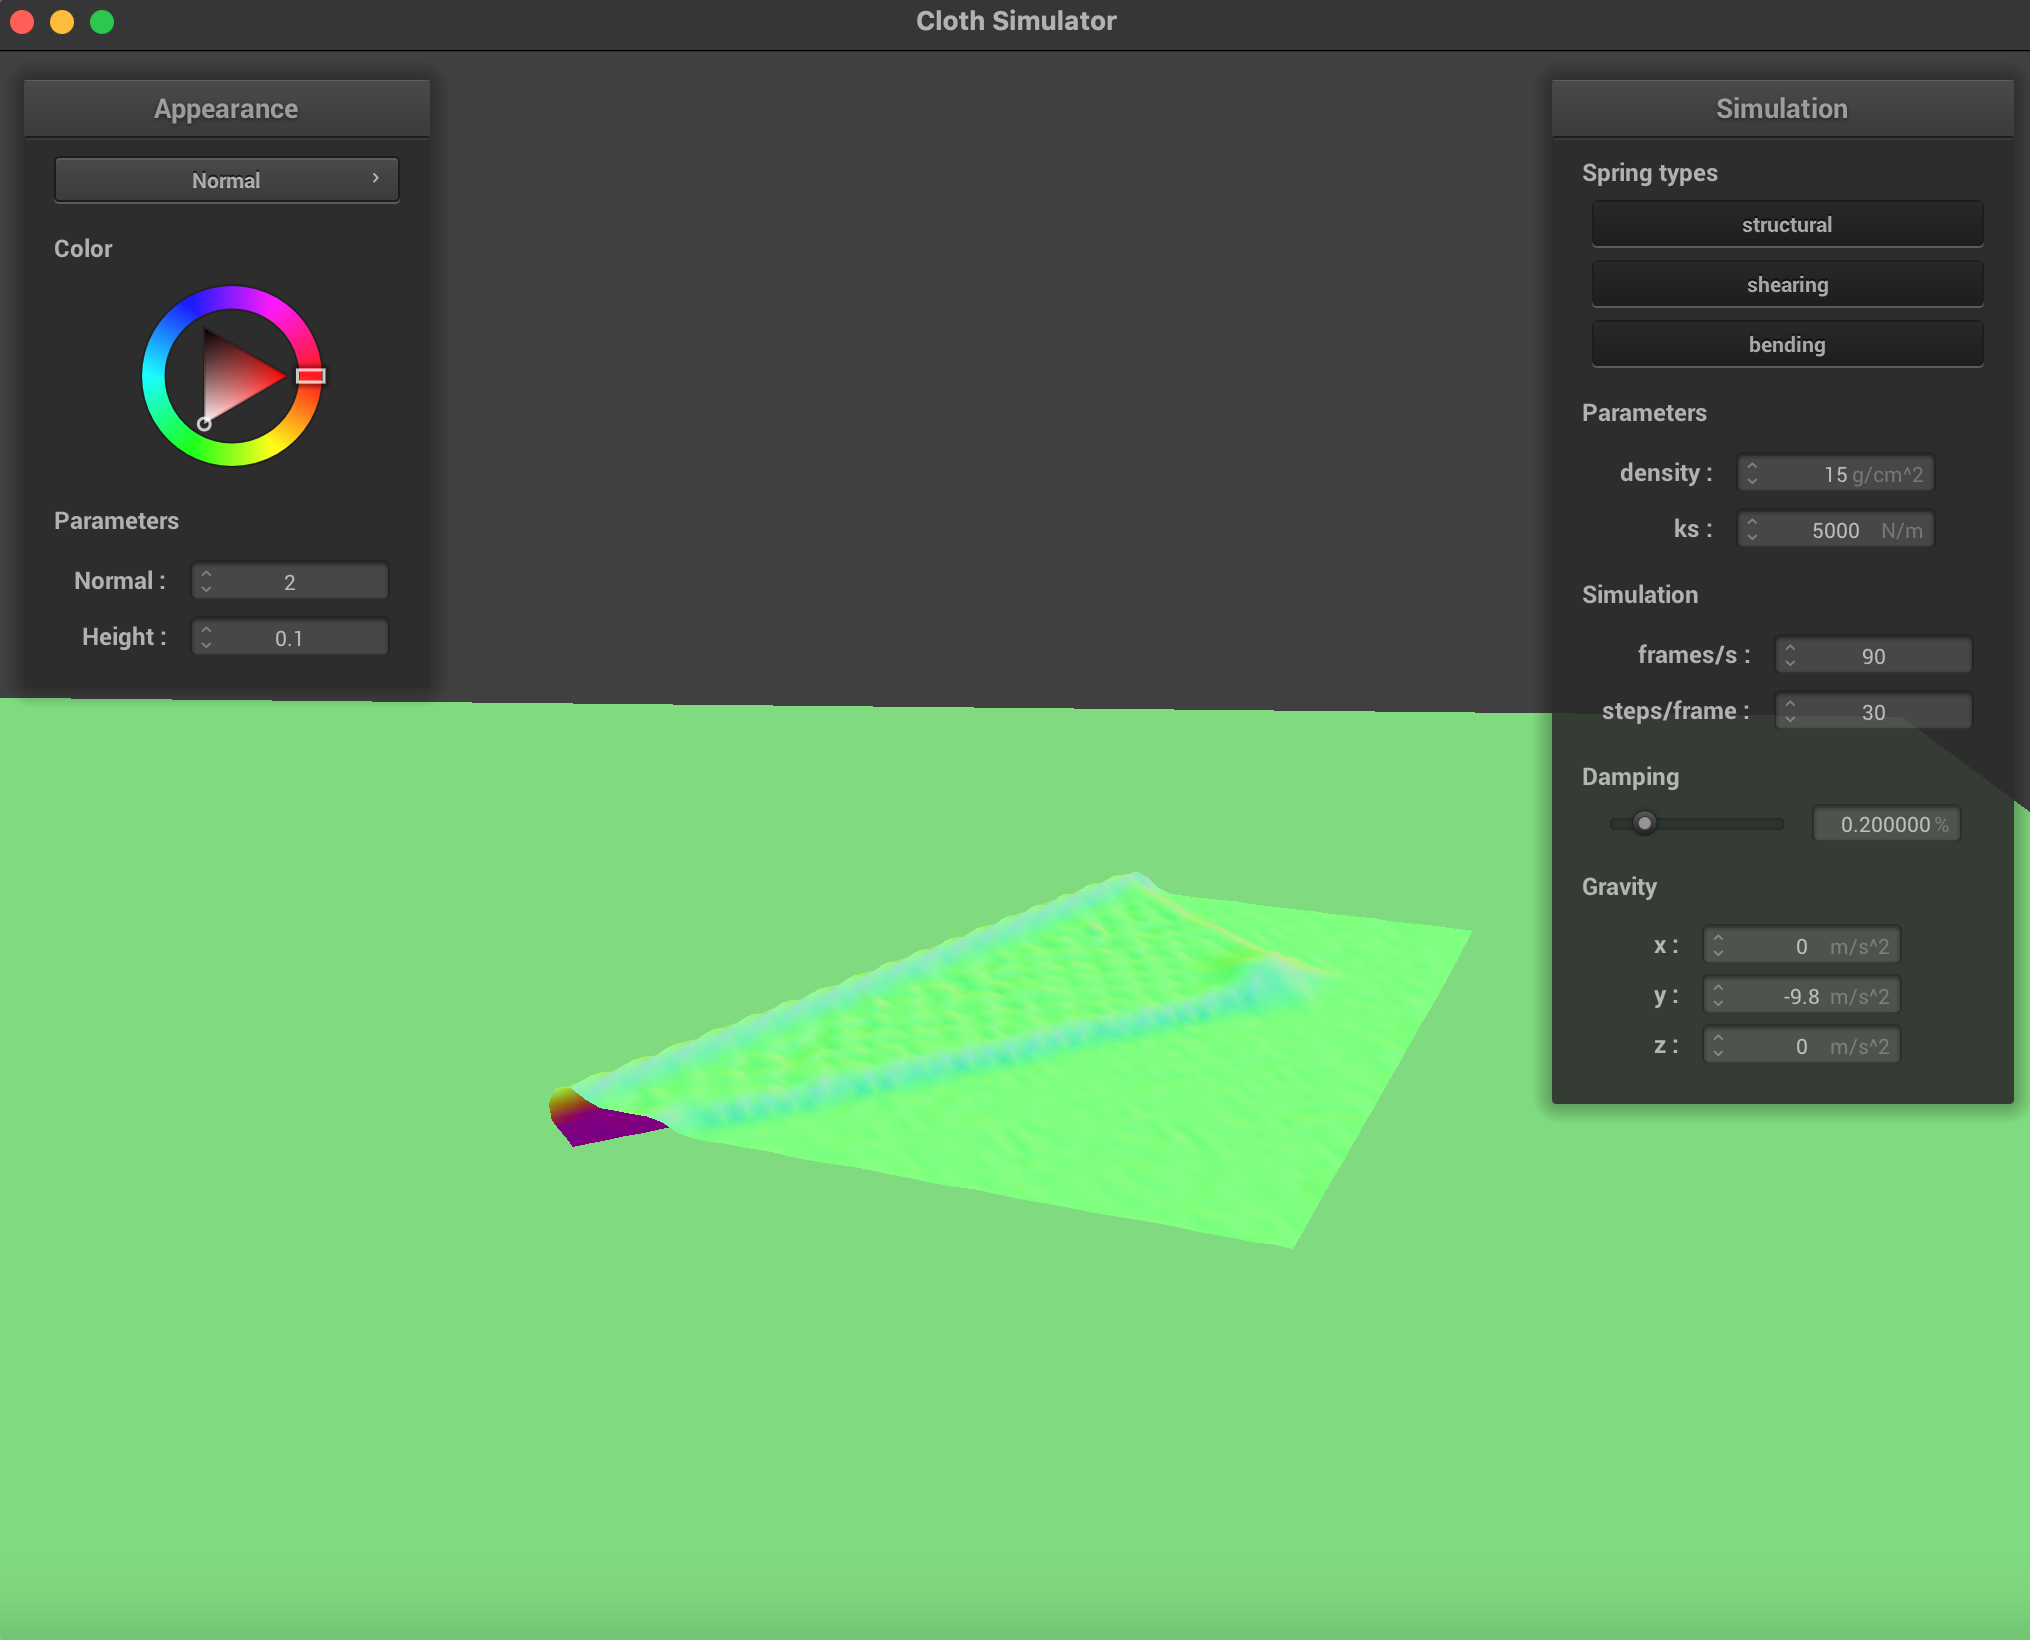 Cloth Simulator
Appearance
Normal
Color
Parameters
Normal : 2
Height : 0.1
Simulation
Spring types
structural
shearing
bending
Parameters
density : 15 g/cm^2
ks : 5000 N/m
Simulation
frames/s : 90
steps/frame : 30
Damping
0.200000 %
Gravity
x : 0 m/s^2
y : -9.8 m/s^2
z : 0 m/s^2